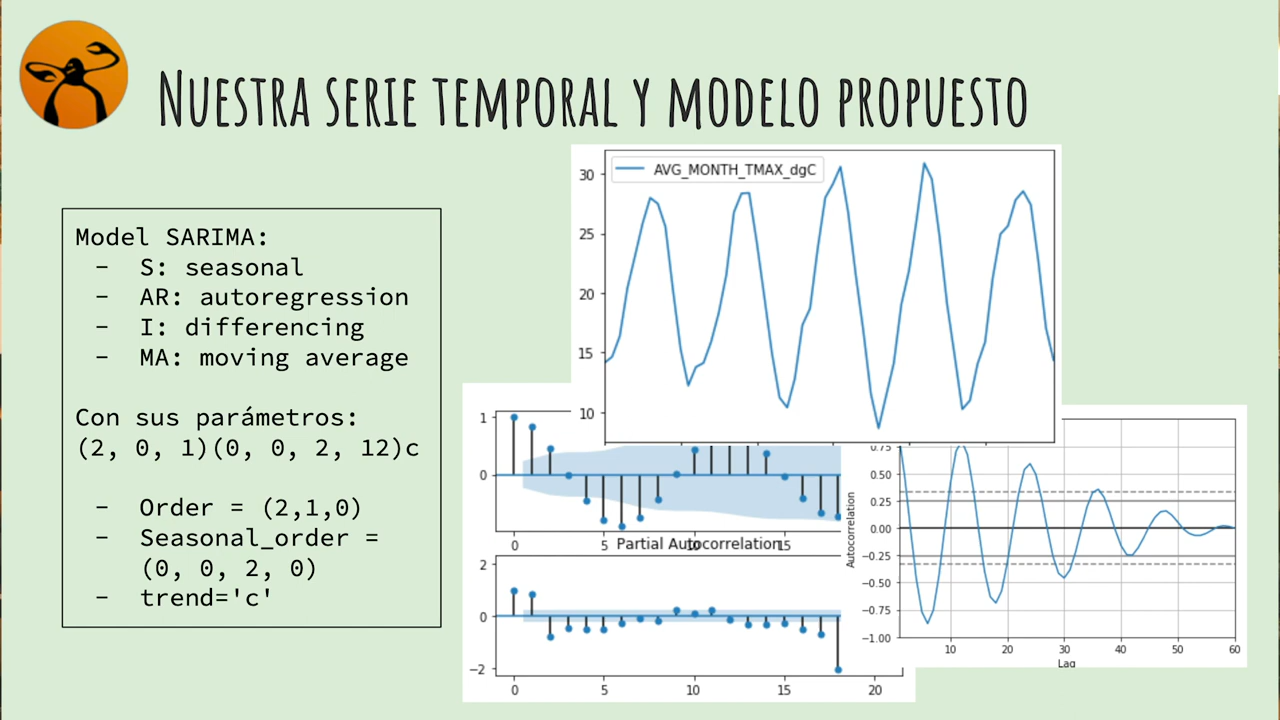 NUESTRA SERIE TEMPORAL Y MODELO PROPUESTO
Model SARIMA:
- S: seasonal
- AR: autoregression
- I: differencing
- MA: moving average
Con sus parámetros:
(2, 0, 1)(0, 0, 2, 12)c
- Order = (2,1,0)
- Seasonal_order =
(0, 0, 2, 0)
- trend='c'
AVG_MONTH_TMAX_dgC
30
25
20
15
10
1
0
0 5 10 15
Partial Autocorrelation
2
0
−2
0 5 10 15 20
Autocorrelation
0.75
0.50
0.25
0.00
−0.25
−0.50
−0.75
−1.00
10 20 30 40 50 60
Lag